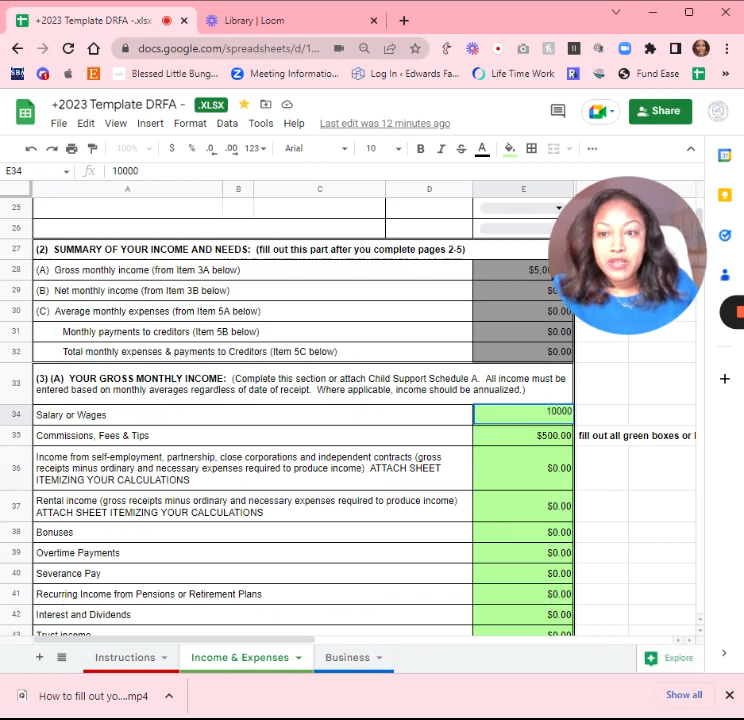 +2023 Template DRFA -.xlsx
Library | Loom
docs.google.com/spreadsheets/d/1...
Blessed Little Bung...
Meeting Informatio...
Log In ‹ Edwards Fa...
Life Time Work
Fund Ease
+2023 Template DRFA - .XLSX
Share
File Edit View Insert Format Data Tools Help Last edit was 12 minutes ago
100% $ % .0 .00 123 Arial 10 B I S A
E34 fx 10000
A B C D E
25
26
27 (2) SUMMARY OF YOUR INCOME AND NEEDS: (fill out this part after you complete pages 2-5)
28 (A) Gross monthly income (from Item 3A below)
29 (B) Net monthly income (from Item 3B below)
30 (C) Average monthly expenses (from Item 5A below) $0.00
31 Monthly payments to creditors (Item 5B below) $0.00
32 Total monthly expenses & payments to Creditors (Item 5C below) $0.00
33 (3) (A) YOUR GROSS MONTHLY INCOME: (Complete this section or attach Child Support Schedule A. All income must be
entered based on monthly averages regardless of date of receipt. Where applicable, income should be annualized.)
34 Salary or Wages 10000
35 Commissions, Fees & Tips $500.00 fill out all green boxes or
36 Income from self-employment, partnership, close corporations and independent contracts (gross
receipts minus ordinary and necessary expenses required to produce income) ATTACH SHEET
ITEMIZING YOUR CALCULATIONS $0.00
37 Rental income (gross receipts minus ordinary and necessary expenses required to produce income)
ATTACH SHEET ITEMIZING YOUR CALCULATIONS $0.00
38 Bonuses $0.00
39 Overtime Payments $0.00
40 Severance Pay $0.00
41 Recurring Income from Pensions or Retirement Plans $0.00
42 Interest and Dividends $0.00
43 Trust income $0.00
Instructions Income & Expenses Business Explore
How to fill out yo....mp4 Show all